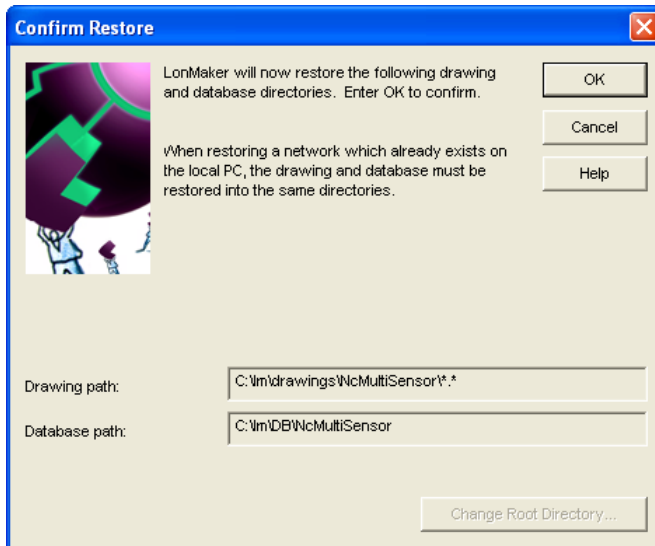 Confirm Restore
LonMaker will now restore the following drawing
and database directories. Enter OK to confirm.
OK
Cancel
When restoring a network which already exists on
the local PC, the drawing and database must be
restored into the same directories.
Help
Drawing path:
C:\lm\drawings\NcMultiSensor\*.*
Database path:
C:\lm\DB\NcMultiSensor
Change Root Directory...